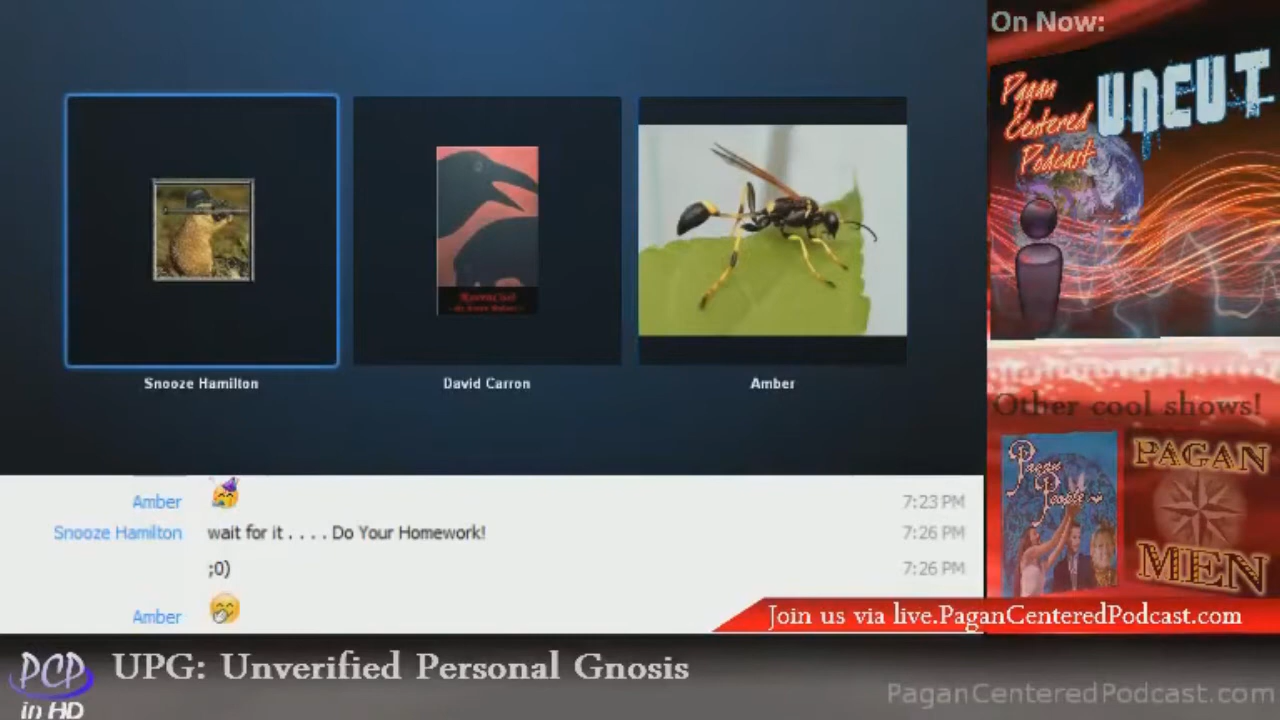 On Now:
Pagan
Centered
Podcast
UNCUT
Snooze Hamilton
David Carron
Amber
Other cool shows!
Pagan
People
PAGAN
MEN
Amber
7:23 PM
Snooze Hamilton
wait for it . . . . Do Your Homework!
7:26 PM
;0)
7:26 PM
Amber
Join us via live.PaganCenteredPodcast.com
PCP
in HD
UPG: Unverified Personal Gnosis
PaganCenteredPodcast.com